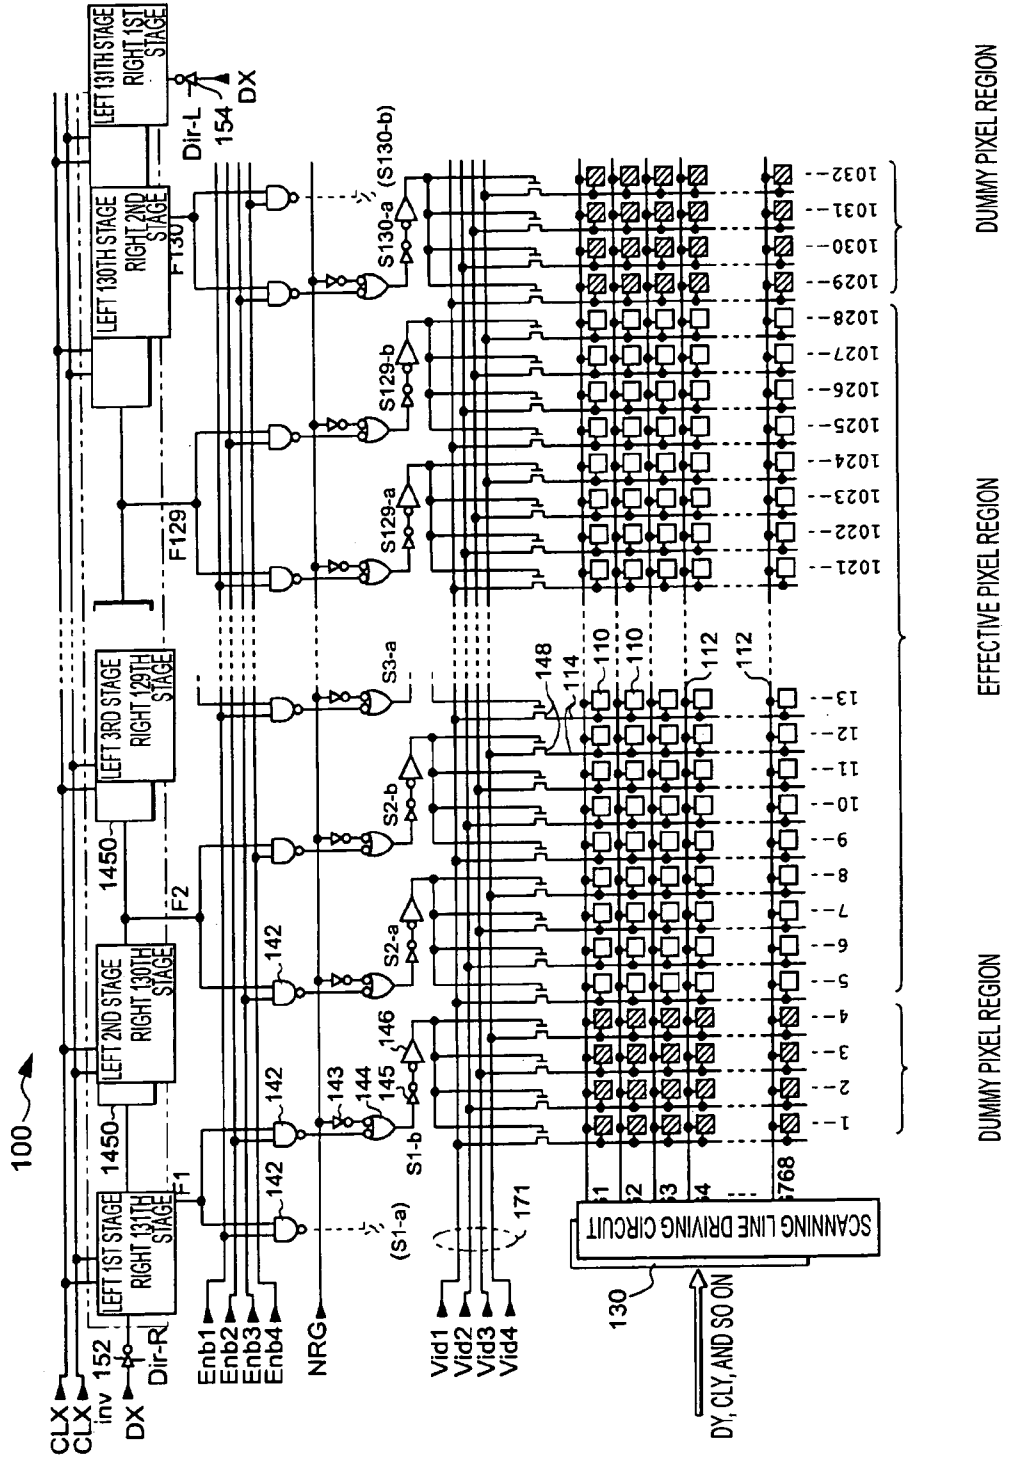 100
CLX
CLX inv
DX
152
Dir-R
LEFT 1ST STAGE
RIGHT 131TH STAGE
1450
LEFT 2ND STAGE
RIGHT 130TH STAGE
1450
LEFT 3RD STAGE
RIGHT 129TH STAGE
LEFT 130TH STAGE
RIGHT 2ND STAGE
LEFT 131TH STAGE
RIGHT 1ST STAGE
Dir-L
154
DX
F1
F2
F129
F130
Enb1
Enb2
Enb3
Enb4
142
142
142
NRG
143
144
145
146
(S1-a)
S1-b
S2-a
S2-b
S3-a
S129-a
S129-b
S130-a
(S130-b)
Vid1
Vid2
Vid3
Vid4
171
148
114
110
110
112
112
SCANNING LINE DRIVING CIRCUIT
130
DY, CLY, AND SO ON
1
2
3
4
5
6
7
8
9
10
11
12
13
1021
1022
1023
1024
1025
1026
1027
1028
1029
1030
1031
1032
DUMMY PIXEL REGION
EFFECTIVE PIXEL REGION
DUMMY PIXEL REGION